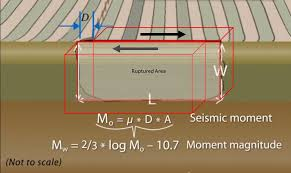 D
Ruptured Area
W
L
Mo = μ * D * A Seismic moment
Mw = 2/3 * log Mo - 10.7 Moment magnitude
(Not to scale)